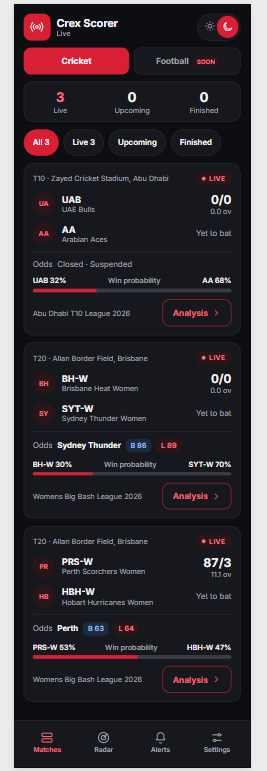 Crex Scorer
Live
Cricket
Football SOON
3 0 0
Live Upcoming Finished
All 3 Live 3 Upcoming Finished
T10 · Zayed Cricket Stadium, Abu Dhabi LIVE
UA UAB 0/0
UAE Bulls 0.0 ov
AA AA Yet to bat
Arabian Aces
Odds Closed · Suspended
UAB 32% Win probability AA 68%
Abu Dhabi T10 League 2026 Analysis >
T20 · Allan Border Field, Brisbane LIVE
BH BH-W 0/0
Brisbane Heat Women 0.0 ov
SY SYT-W Yet to bat
Sydney Thunder Women
Odds Sydney Thunder B 86 L 89
BH-W 30% Win probability SYT-W 70%
Womens Big Bash League 2026 Analysis >
T20 · Allan Border Field, Brisbane LIVE
PR PRS-W 87/3
Perth Scorchers Women 11.1 ov
HB HBH-W Yet to bat
Hobart Hurricanes Women
Odds Perth B 63 L 64
PRS-W 53% Win probability HBH-W 47%
Womens Big Bash League 2026 Analysis >
Matches Radar Alerts Settings